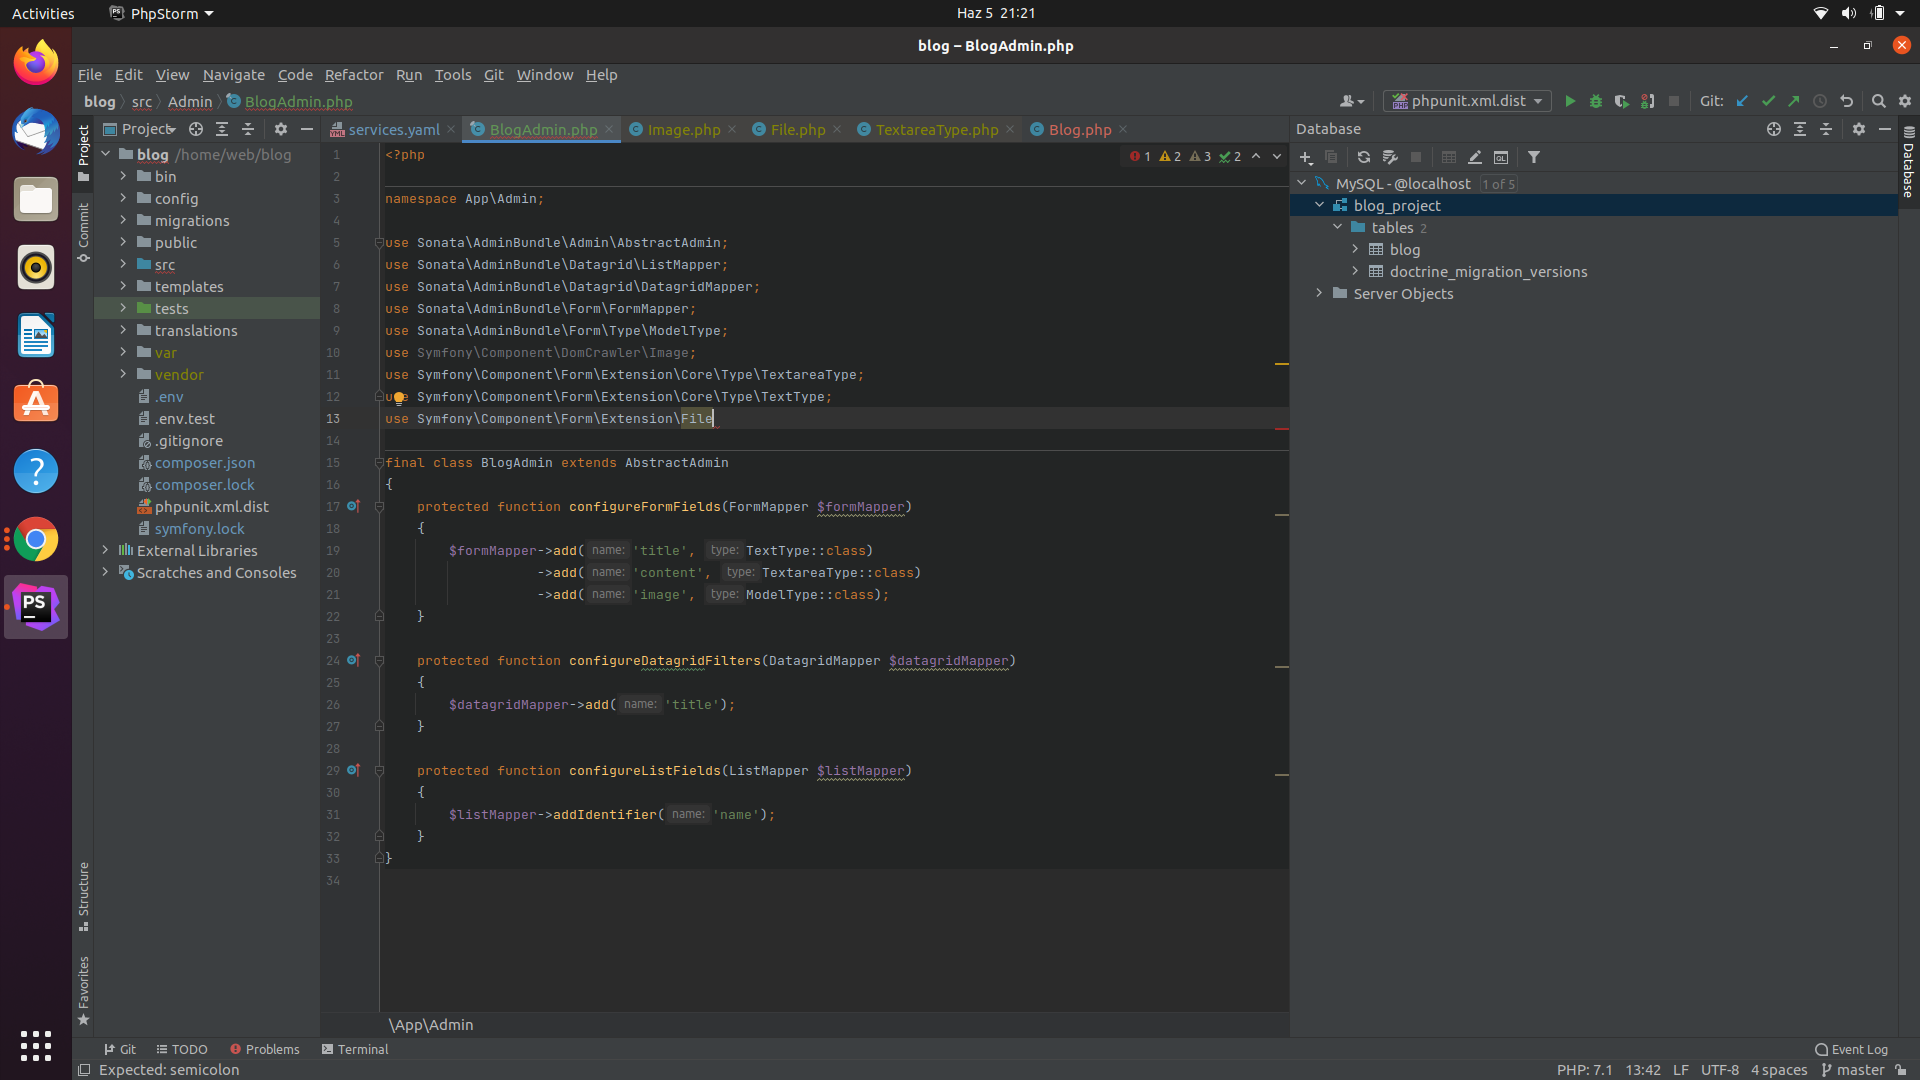 Activities
PhpStorm
Haz 5 21:21
blog – BlogAdmin.php
File Edit View Navigate Code Refactor Run Tools Git Window Help
blog src Admin BlogAdmin.php
phpunit.xml.dist
Git:
Project
services.yaml BlogAdmin.php Image.php File.php TextareaType.php Blog.php
Database
Project
Commit
Structure
Favorites
Database
blog /home/web/blog
bin
config
migrations
public
src
templates
tests
translations
var
vendor
.env
.env.test
.gitignore
composer.json
composer.lock
phpunit.xml.dist
symfony.lock
External Libraries
Scratches and Consoles
1 2 3 2
1 <?php
2
3 namespace App\Admin;
4
5 use Sonata\AdminBundle\Admin\AbstractAdmin;
6 use Sonata\AdminBundle\Datagrid\ListMapper;
7 use Sonata\AdminBundle\Datagrid\DatagridMapper;
8 use Sonata\AdminBundle\Form\FormMapper;
9 use Sonata\AdminBundle\Form\Type\ModelType;
10 use Symfony\Component\DomCrawler\Image;
11 use Symfony\Component\Form\Extension\Core\Type\TextareaType;
12 use Symfony\Component\Form\Extension\Core\Type\TextType;
13 use Symfony\Component\Form\Extension\File
14
15 final class BlogAdmin extends AbstractAdmin
16 {
17 protected function configureFormFields(FormMapper $formMapper)
18 {
19 $formMapper->add( name: 'title', type: TextType::class)
20 ->add( name: 'content', type: TextareaType::class)
21 ->add( name: 'image', type: ModelType::class);
22 }
23
24 protected function configureDatagridFilters(DatagridMapper $datagridMapper)
25 {
26 $datagridMapper->add( name: 'title');
27 }
28
29 protected function configureListFields(ListMapper $listMapper)
30 {
31 $listMapper->addIdentifier( name: 'name');
32 }
33 }
34
\App\Admin
MySQL - @localhost 1 of 5
blog_project
tables 2
blog
doctrine_migration_versions
Server Objects
Git TODO Problems Terminal
Event Log
Expected: semicolon
PHP: 7.1 13:42 LF UTF-8 4 spaces master